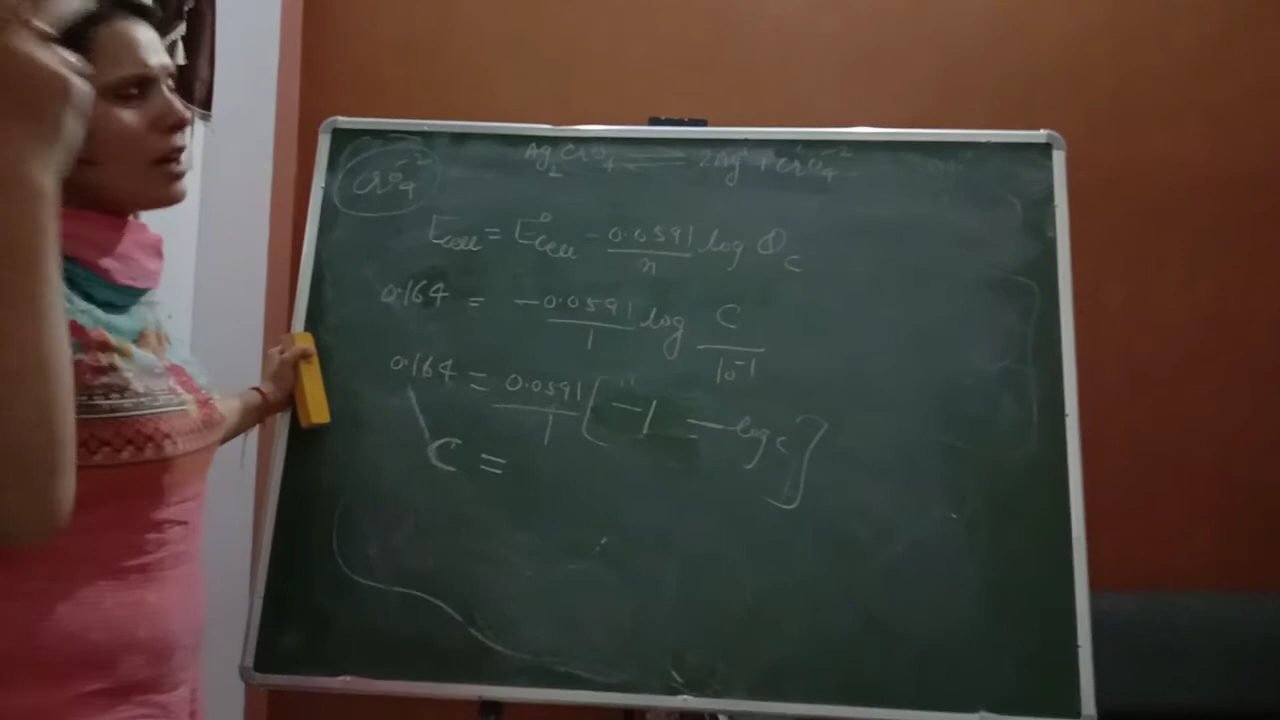 CrO₄⁻²
Ag₂CrO₄ ⇌ 2Ag⁺ + CrO₄⁻²
Ecell = E°cell - 0.0591/n log Qc
0.164 = -0.0591/1 log C/10⁻¹
0.164 = 0.0591/1 [-1 - log c]
C =